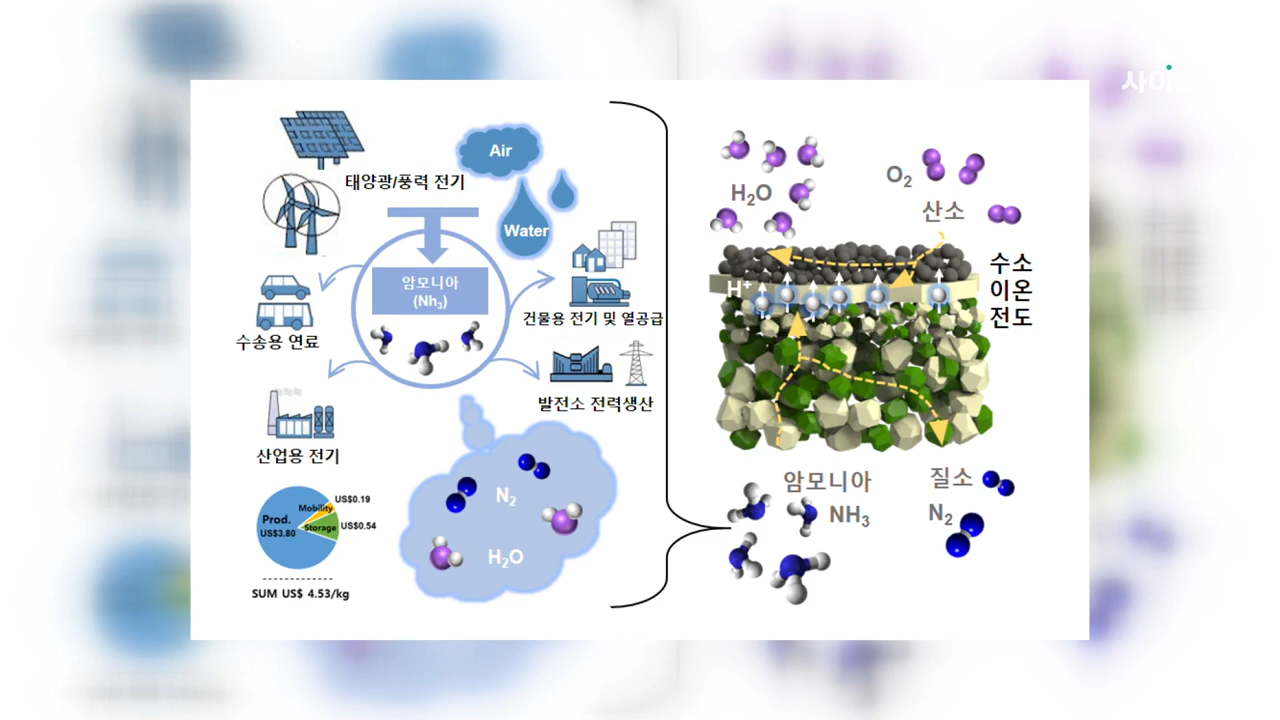 태양광/풍력 전기
Air
Water
암모니아
(Nh₃)
수송용 연료
건물용 전기 및 열공급
발전소 전력생산
산업용 전기
Prod.
US$3.80
Mobility
US$0.19
Storage
US$0.54
SUM US$ 4.53/kg
N₂
H₂O
H₂O
O₂
산소
H⁺
수소
이온
전도
암모니아
NH₃
질소
N₂